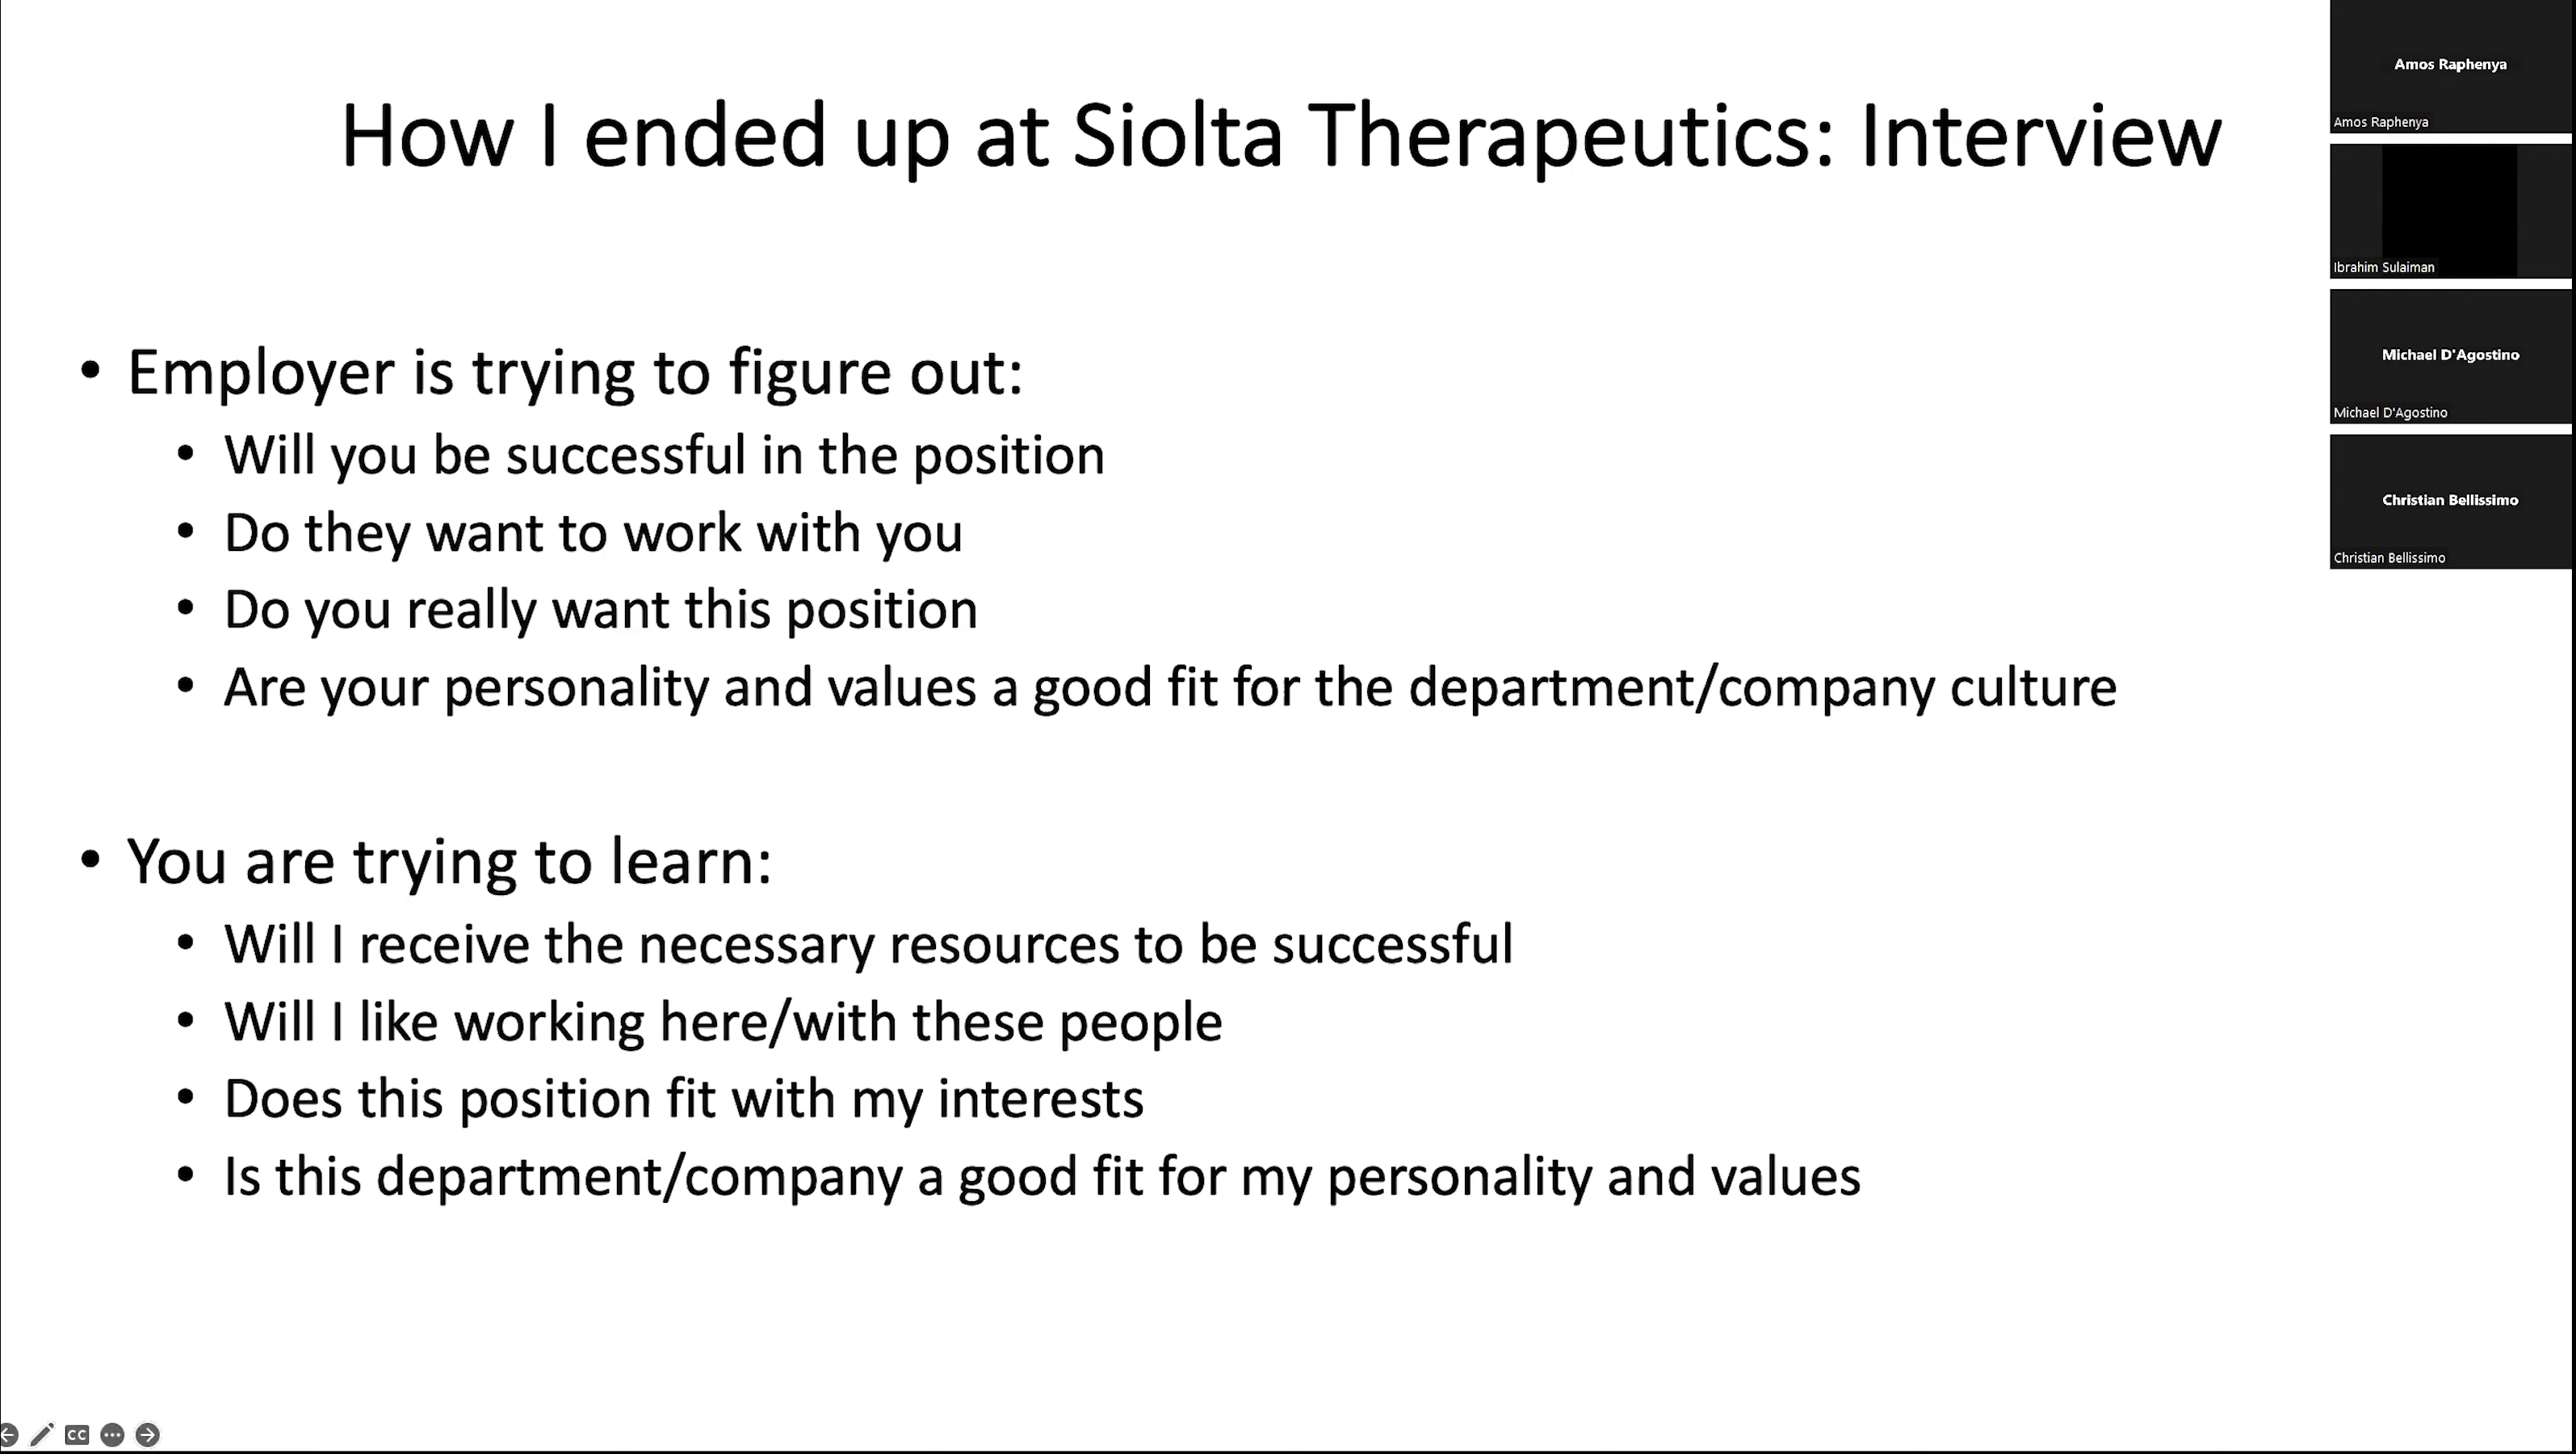 How I ended up at Siolta Therapeutics: Interview
• Employer is trying to figure out:
• Will you be successful in the position
• Do they want to work with you
• Do you really want this position
• Are your personality and values a good fit for the department/company culture
• You are trying to learn:
• Will I receive the necessary resources to be successful
• Will I like working here/with these people
• Does this position fit with my interests
• Is this department/company a good fit for my personality and values
Amos Raphenya
Amos Raphenya
Ibrahim Sulaiman
Michael D'Agostino
Michael D'Agostino
Christian Bellissimo
Christian Bellissimo
CC